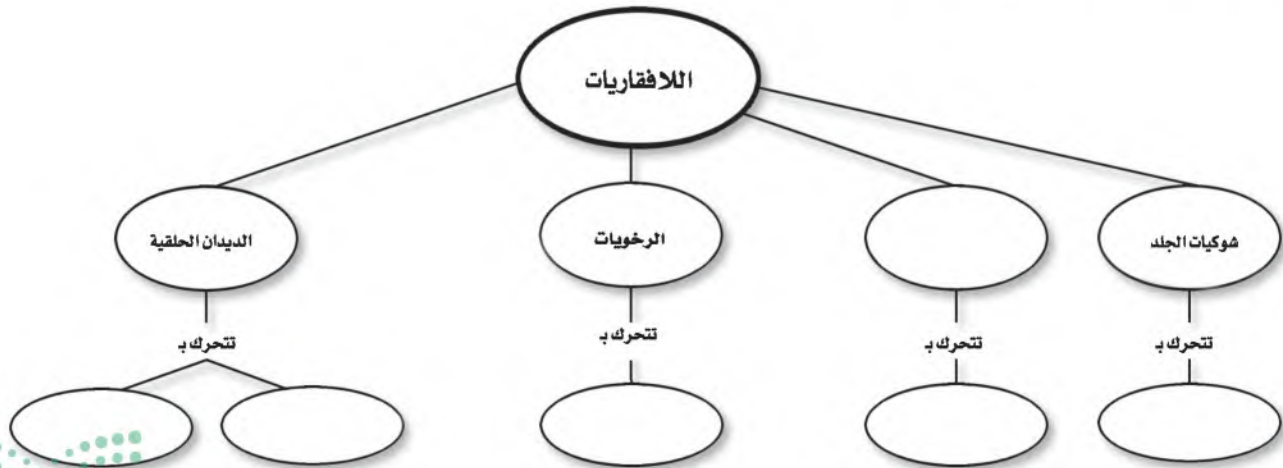 اللافقاريات
شوكيات الجلد
الرخويات
الديدان الحلقية
تتحرك بـ
تتحرك بـ
تتحرك بـ
تتحرك بـ